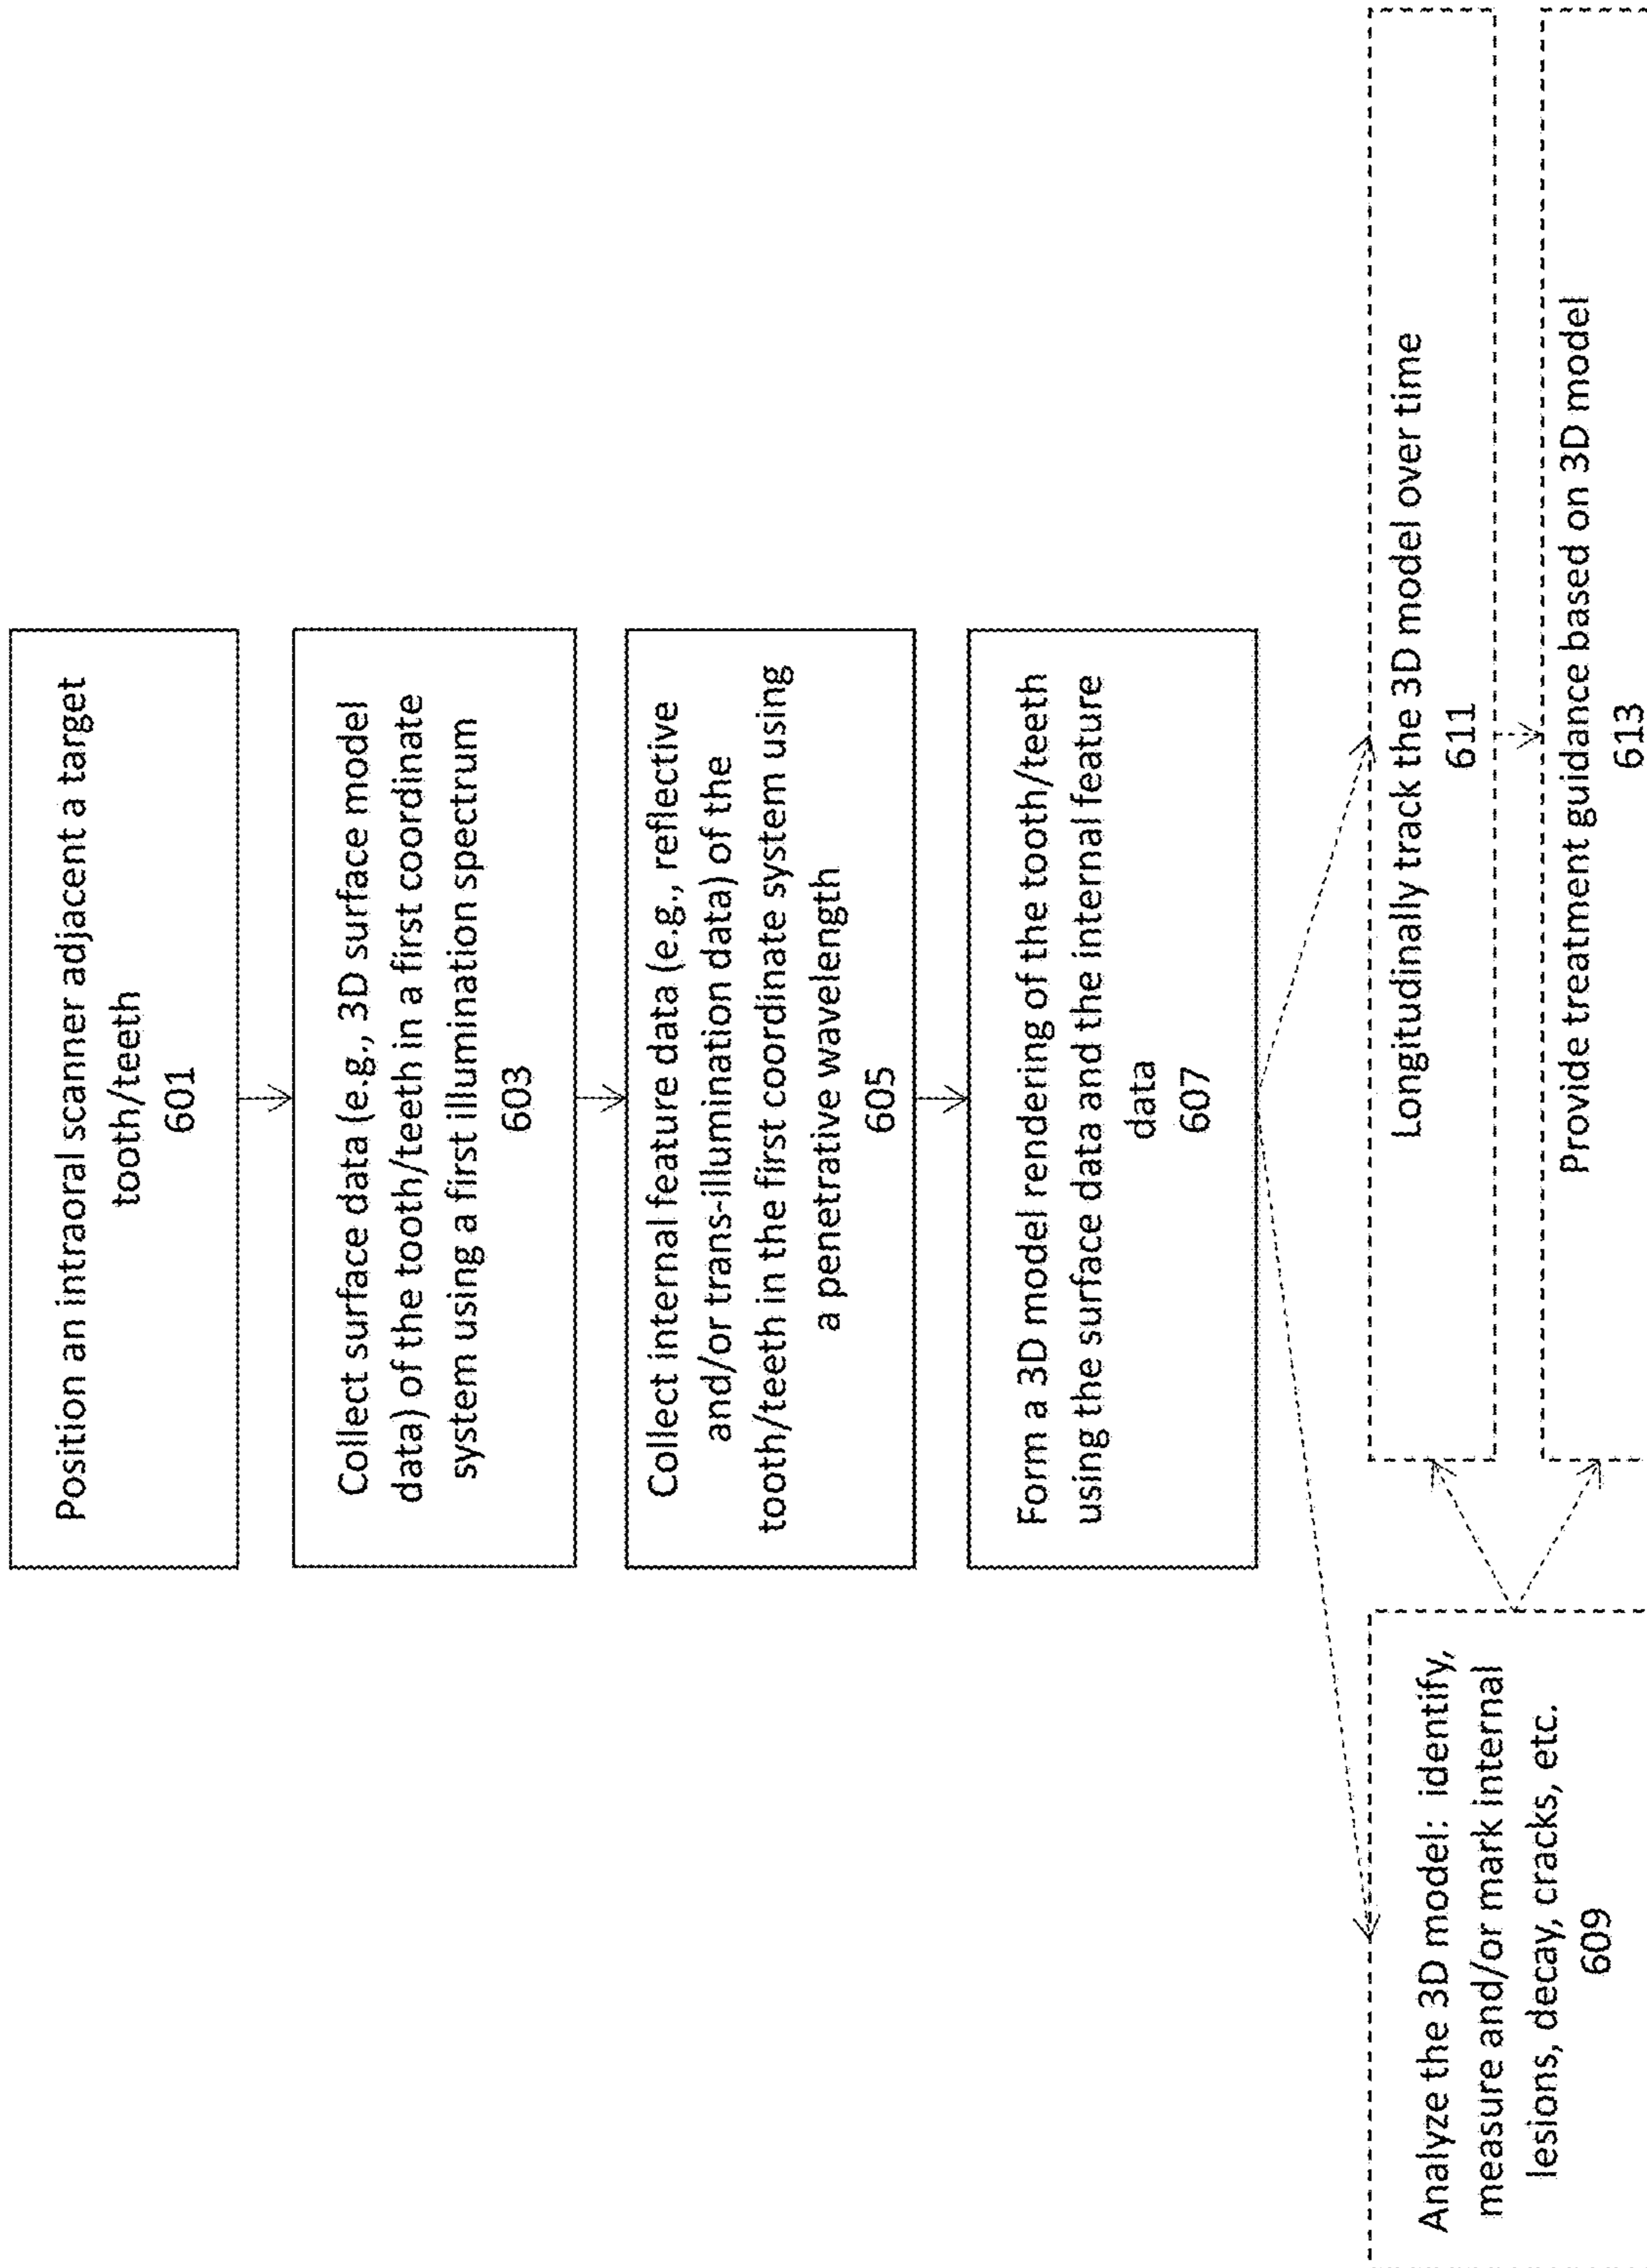 Position an intraoral scanner adjacent a target
tooth/teeth
601
Collect surface data (e.g., 3D surface model
data) of the tooth/teeth in a first coordinate
system using a first illumination spectrum
603
Collect internal feature data (e.g., reflective
and/or trans-illumination data) of the
tooth/teeth in the first coordinate system using
a penetrative wavelength
605
Form a 3D model rendering of the tooth/teeth
using the surface data and the internal feature
data
607
Analyze the 3D model:  identify,
measure and/or mark internal
lesions, decay, cracks, etc.
609
Longitudinally track the 3D model over time
611
Provide treatment guidance based on 3D model
613